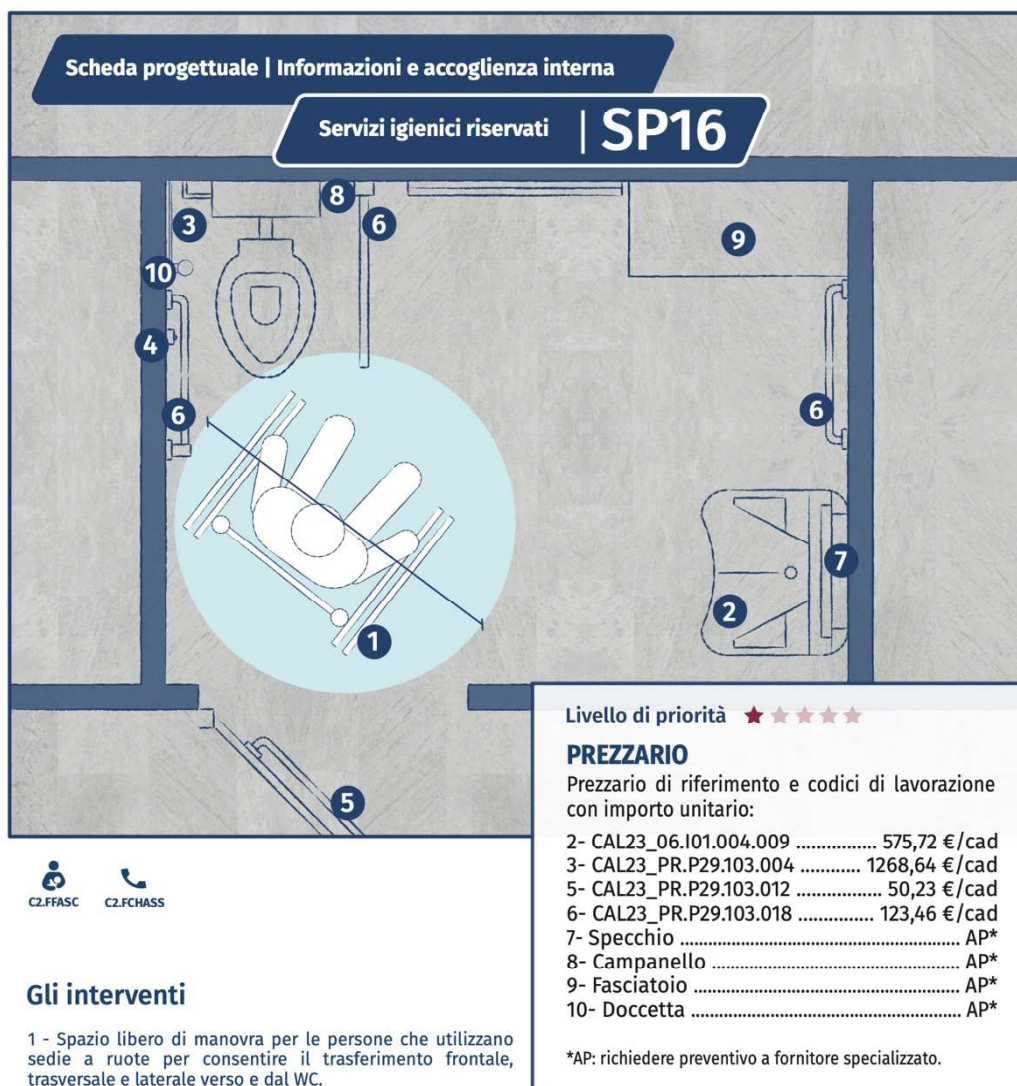 Scheda progettuale | Informazioni e accoglienza interna
Servizi igienici riservati | SP16
8
3
6
9
10
4
6
6
7
2
1
5
Livello di priorità
PREZZARIO
Prezzario di riferimento e codici di lavorazione
con importo unitario:
2- CAL23_06.I01.004.009 ................ 575,72 €/cad
3- CAL23_PR.P29.103.004 ............ 1268,64 €/cad
5- CAL23_PR.P29.103.012 ................. 50,23 €/cad
6- CAL23_PR.P29.103.018 ............... 123,46 €/cad
7- Specchio ........................................................ AP*
8- Campanello .................................................. AP*
9- Fasciatoio ..................................................... AP*
10- Doccetta ...................................................... AP*
*AP: richiedere preventivo a fornitore specializzato.
C2.FFASC C2.FCHASS
Gli interventi
1 - Spazio libero di manovra per le persone che utilizzano
sedie a ruote per consentire il trasferimento frontale,
trasversale e laterale verso e dal WC.